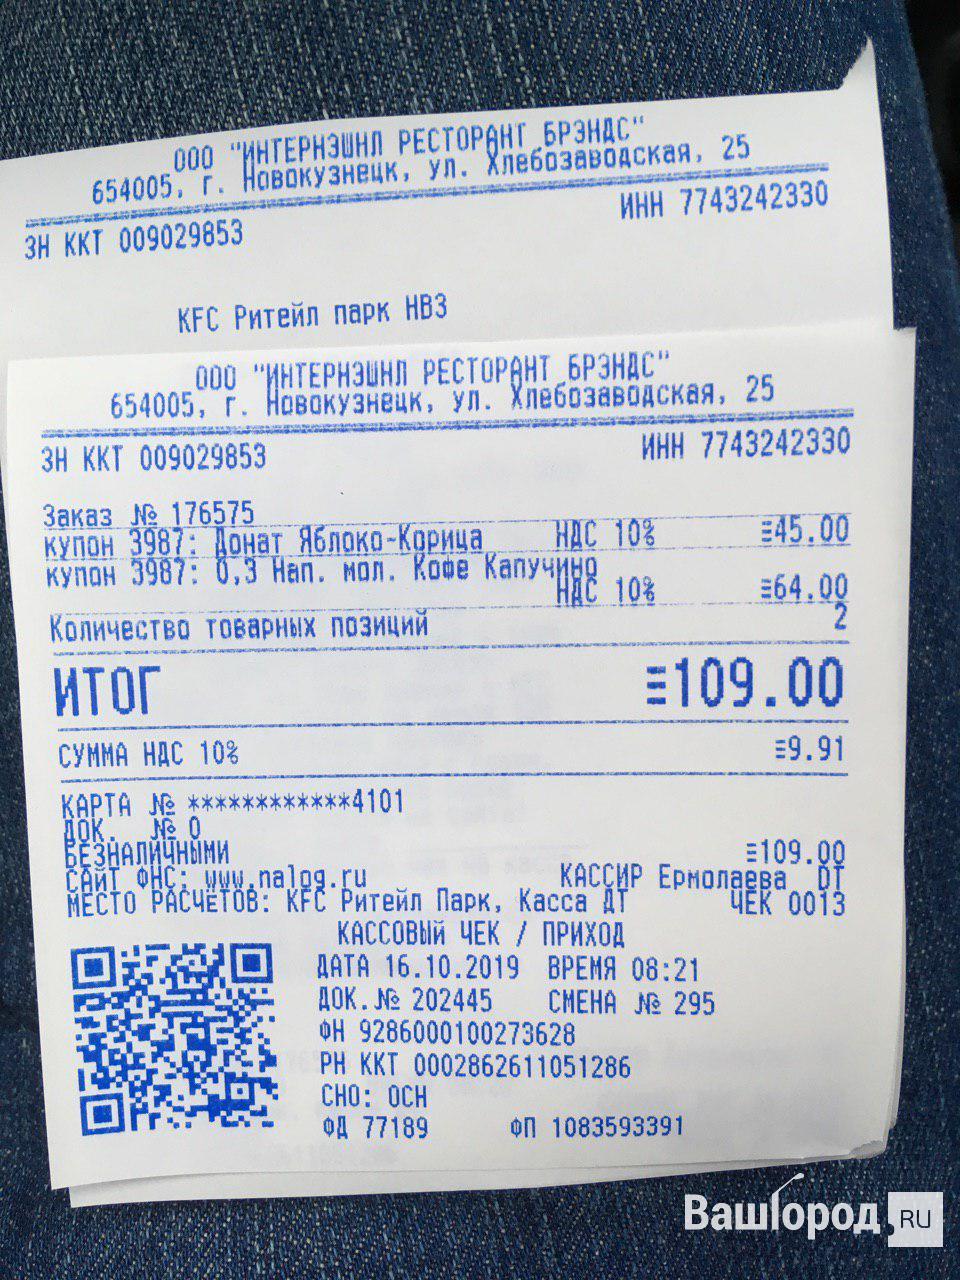 ООО "ИНТЕРНЭШНЛ РЕСТОРАНТ БРЭНДС"
654005, г. Новокузнецк, ул. Хлебозаводская, 25
ЗН ККТ 009029853 ИНН 7743242330
KFC Ритейл парк НВЗ
ООО "ИНТЕРНЭШНЛ РЕСТОРАНТ БРЭНДС"
654005, г. Новокузнецк, ул. Хлебозаводская, 25
ЗН ККТ 009029853 ИНН 7743242330
Заказ № 176575
купон 3987: Донат Яблоко-Корица НДС 10% ≡45.00
купон 3987: 0,3 Нап. мол. Кофе Капучино
НДС 10% ≡64.00
Количество товарных позиций 2
ИТОГ ≡109.00
СУММА НДС 10% ≡9.91
КАРТА № ************4101
ДОК. № 0
БЕЗНАЛИЧНЫМИ ≡109.00
САЙТ ФНС: www.nalog.ru КАССИР Ермолаева ДТ
МЕСТО РАСЧЁТОВ: KFC Ритейл Парк, Касса ДТ ЧЕК 0013
КАССОВЫЙ ЧЕК / ПРИХОД
ДАТА 16.10.2019 ВРЕМЯ 08:21
ДОК.№ 202445 СМЕНА № 295
ФН 9286000100273628
РН ККТ 0002862611051286
СНО: ОСН
ФД 77189 ФП 1083593391
ВашГород.RU